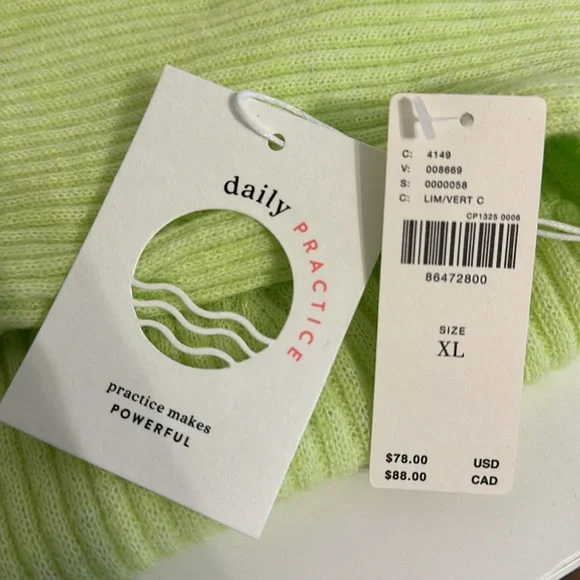 daily PRACTICE
practice makes
POWERFUL
C: 4149
V: 008669
S: 0000058
C: LIM/VERT C
CP1325 0006
86472800
SIZE
XL
$78.00 USD
$88.00 CAD